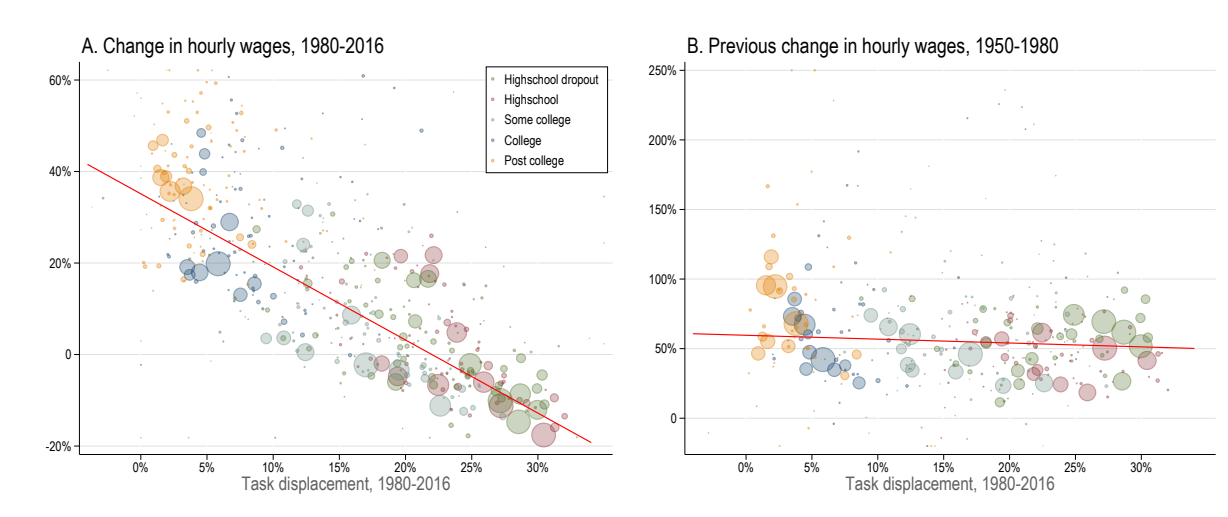 A. Change in hourly wages, 1980-2016
60%
40%
20%
0
-20%
0%
5%
10%
15%
20%
25%
30%
Task displacement, 1980-2016
Highschool dropout
Highschool
Some college
College
Post college
B. Previous change in hourly wages, 1950-1980
250%
200%
150%
100%
50%
0
0%
5%
10%
15%
20%
25%
30%
Task displacement, 1980-2016